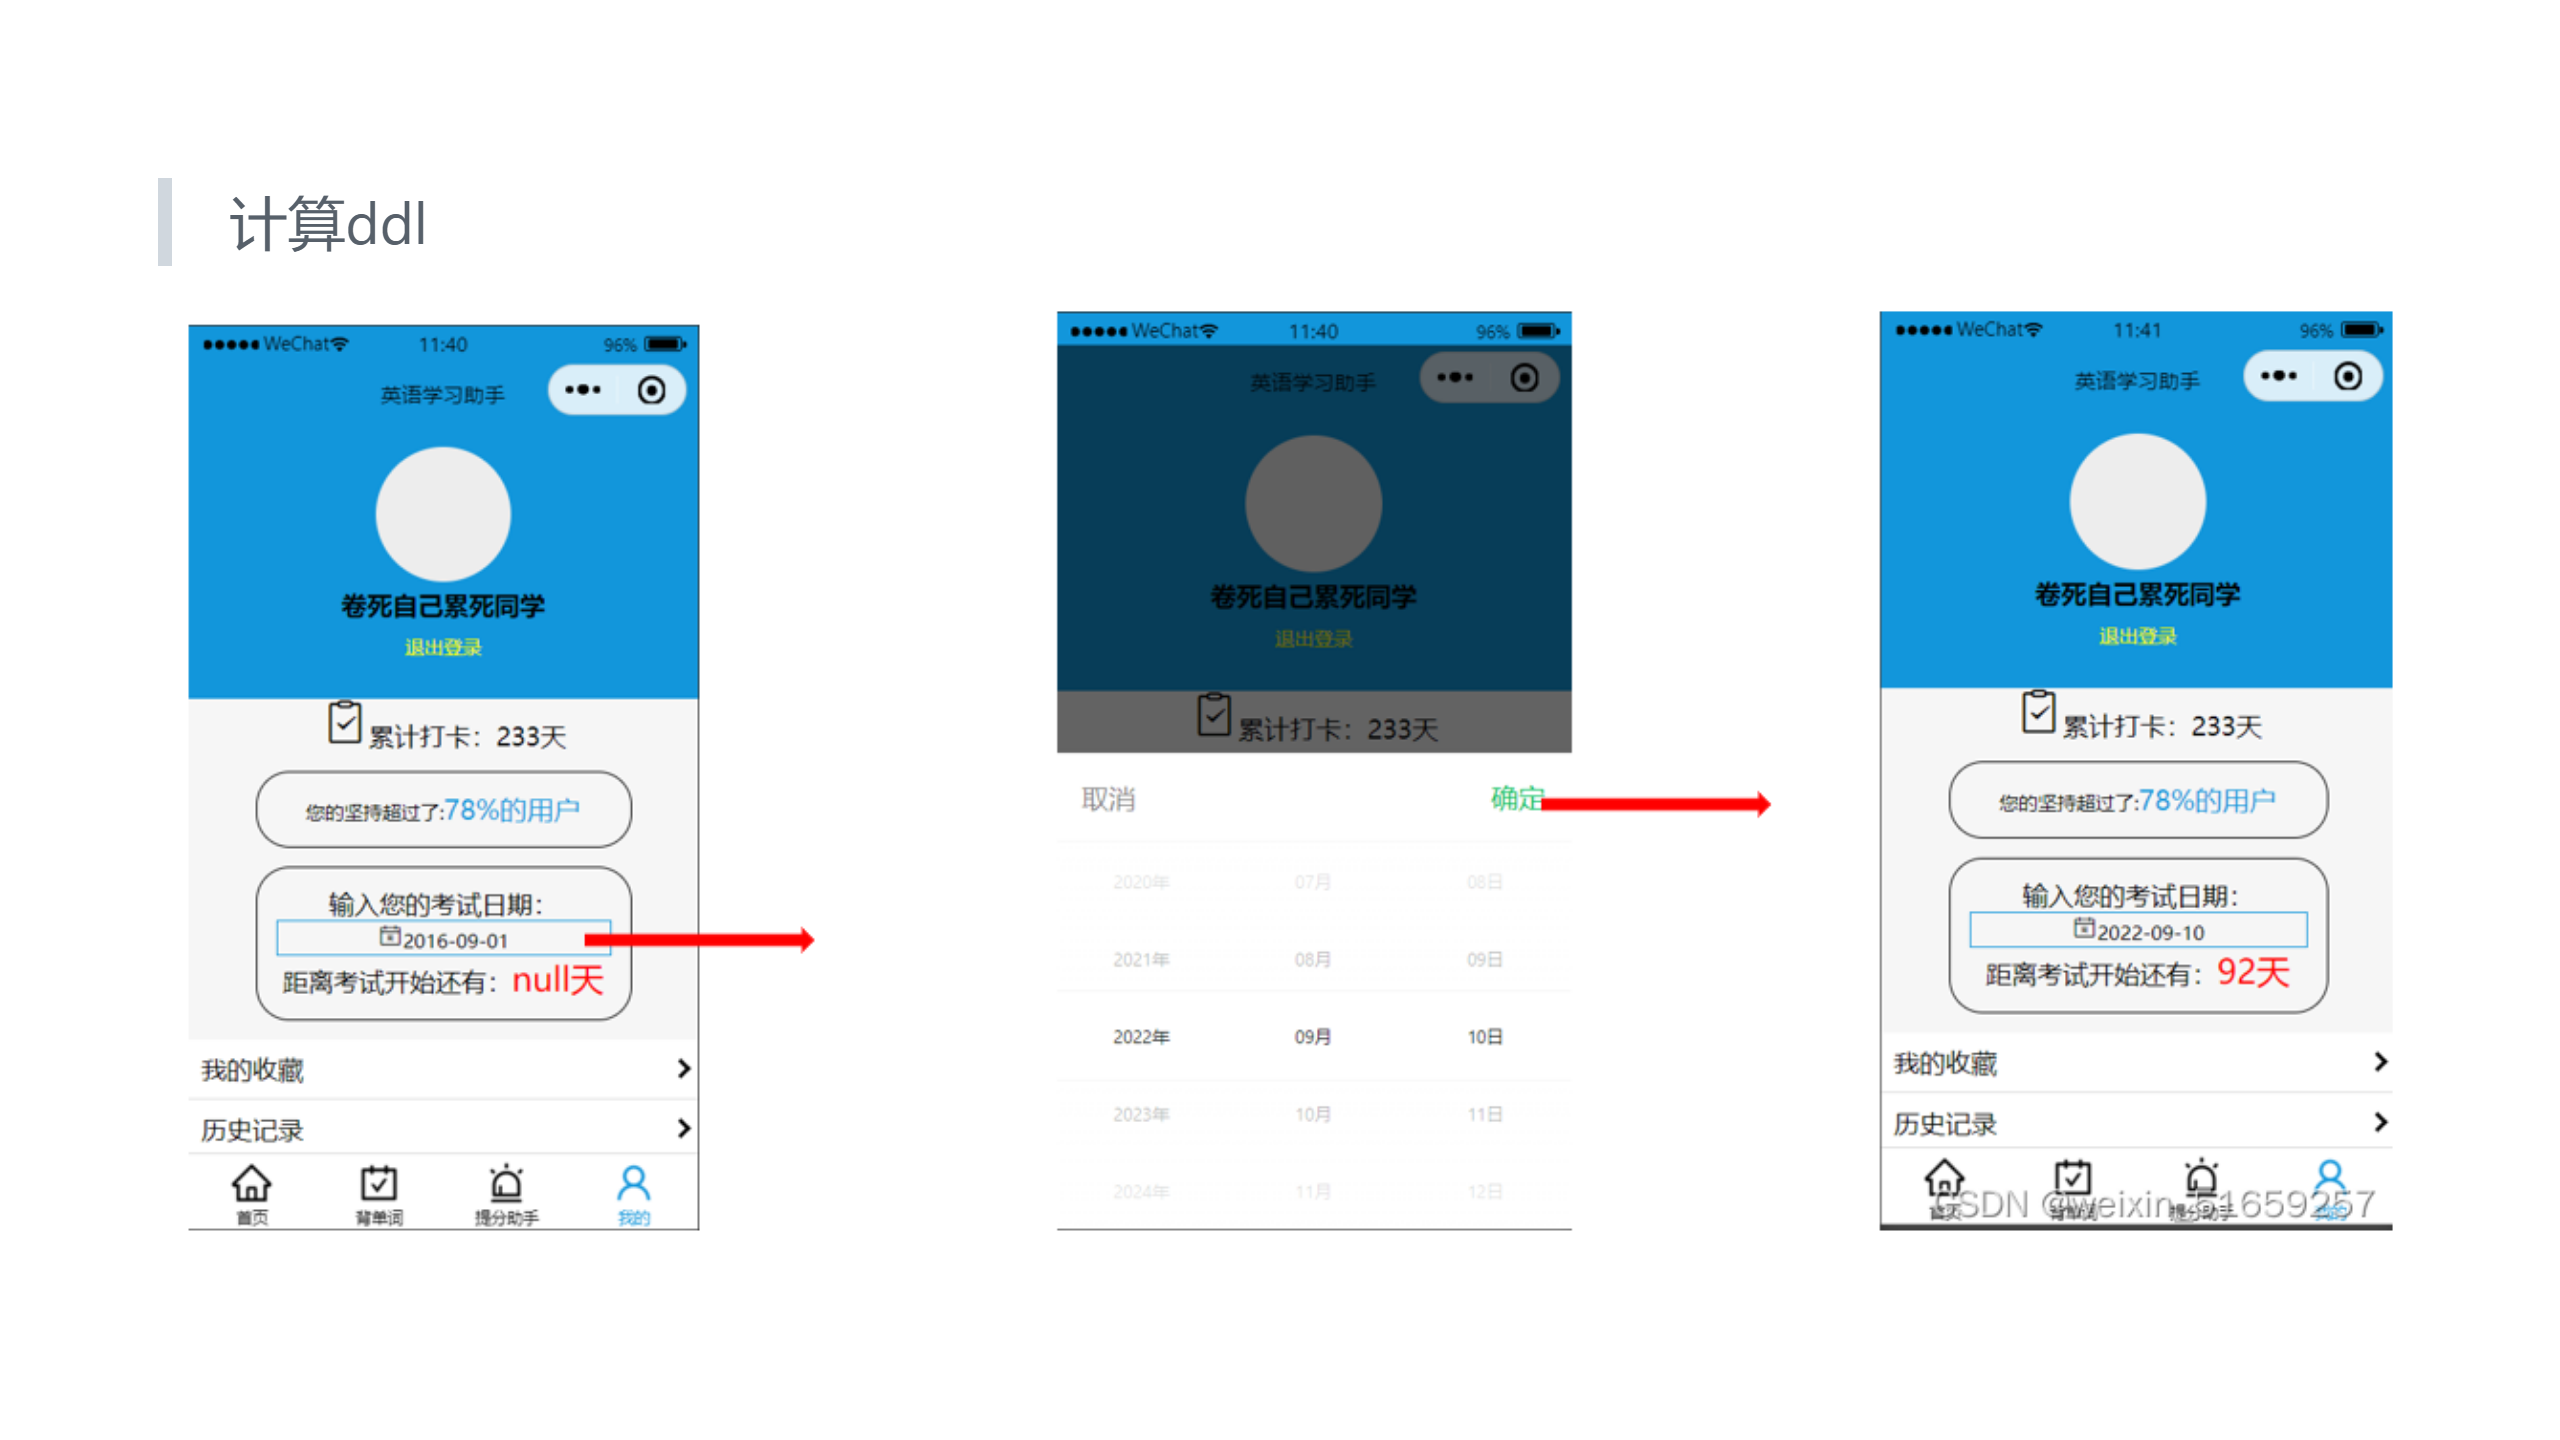 计算ddl
WeChat 11:40 96%
英语学习助手
卷死自己累死同学
退出登录
累计打卡：233天
您的坚持超过了:78%的用户
输入您的考试日期：
2016-09-01
距离考试开始还有：null天
我的收藏
历史记录
首页 背单词 提分助手 我的
WeChat 11:40 96%
英语学习助手
卷死自己累死同学
退出登录
累计打卡：233天
取消 确定
2020年 07月 08日
2021年 08月 09日
2022年 09月 10日
2023年 10月 11日
2024年 11月 12日
WeChat 11:41 96%
英语学习助手
卷死自己累死同学
退出登录
累计打卡：233天
您的坚持超过了:78%的用户
输入您的考试日期：
2022-09-10
距离考试开始还有：92天
我的收藏
历史记录
首页 背单词 提分助手 我的
CSDN @weixin_51659257